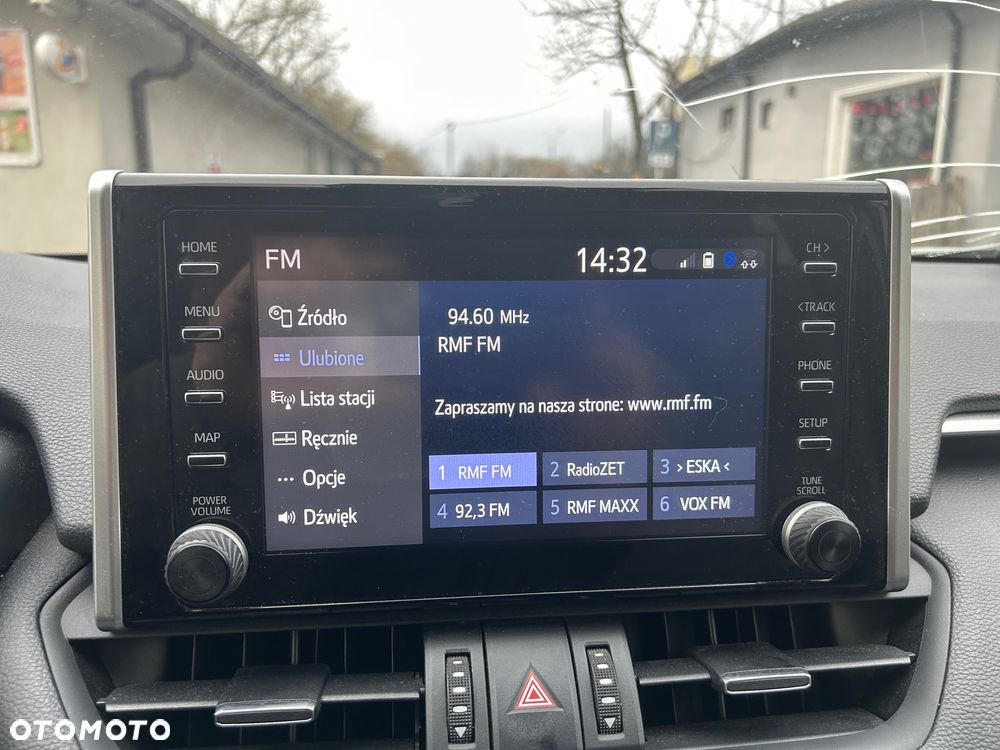 HOME
MENU
AUDIO
MAP
POWER
VOLUME
FM
14:32
Źródło
Ulubione
Lista stacji
Ręcznie
Opcje
Dźwięk
94.60 MHz
RMF FM
Zapraszamy na nasza strone: www.rmf.fm
1 RMF FM
2 RadioZET
3 >ESKA<
4 92,3 FM
5 RMF MAXX
6 VOX FM
CH >
< TRACK
PHONE
SETUP
TUNE
SCROLL
OTOMOTO